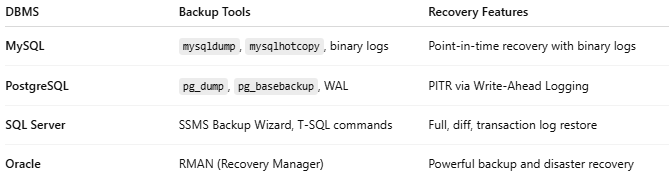 DBMS Backup Tools Recovery Features
MySQL mysqldump, mysqlhotcopy, binary logs Point-in-time recovery with binary logs
PostgreSQL pg_dump, pg_basebackup, WAL PITR via Write-Ahead Logging
SQL Server SSMS Backup Wizard, T-SQL commands Full, diff, transaction log restore
Oracle RMAN (Recovery Manager) Powerful backup and disaster recovery